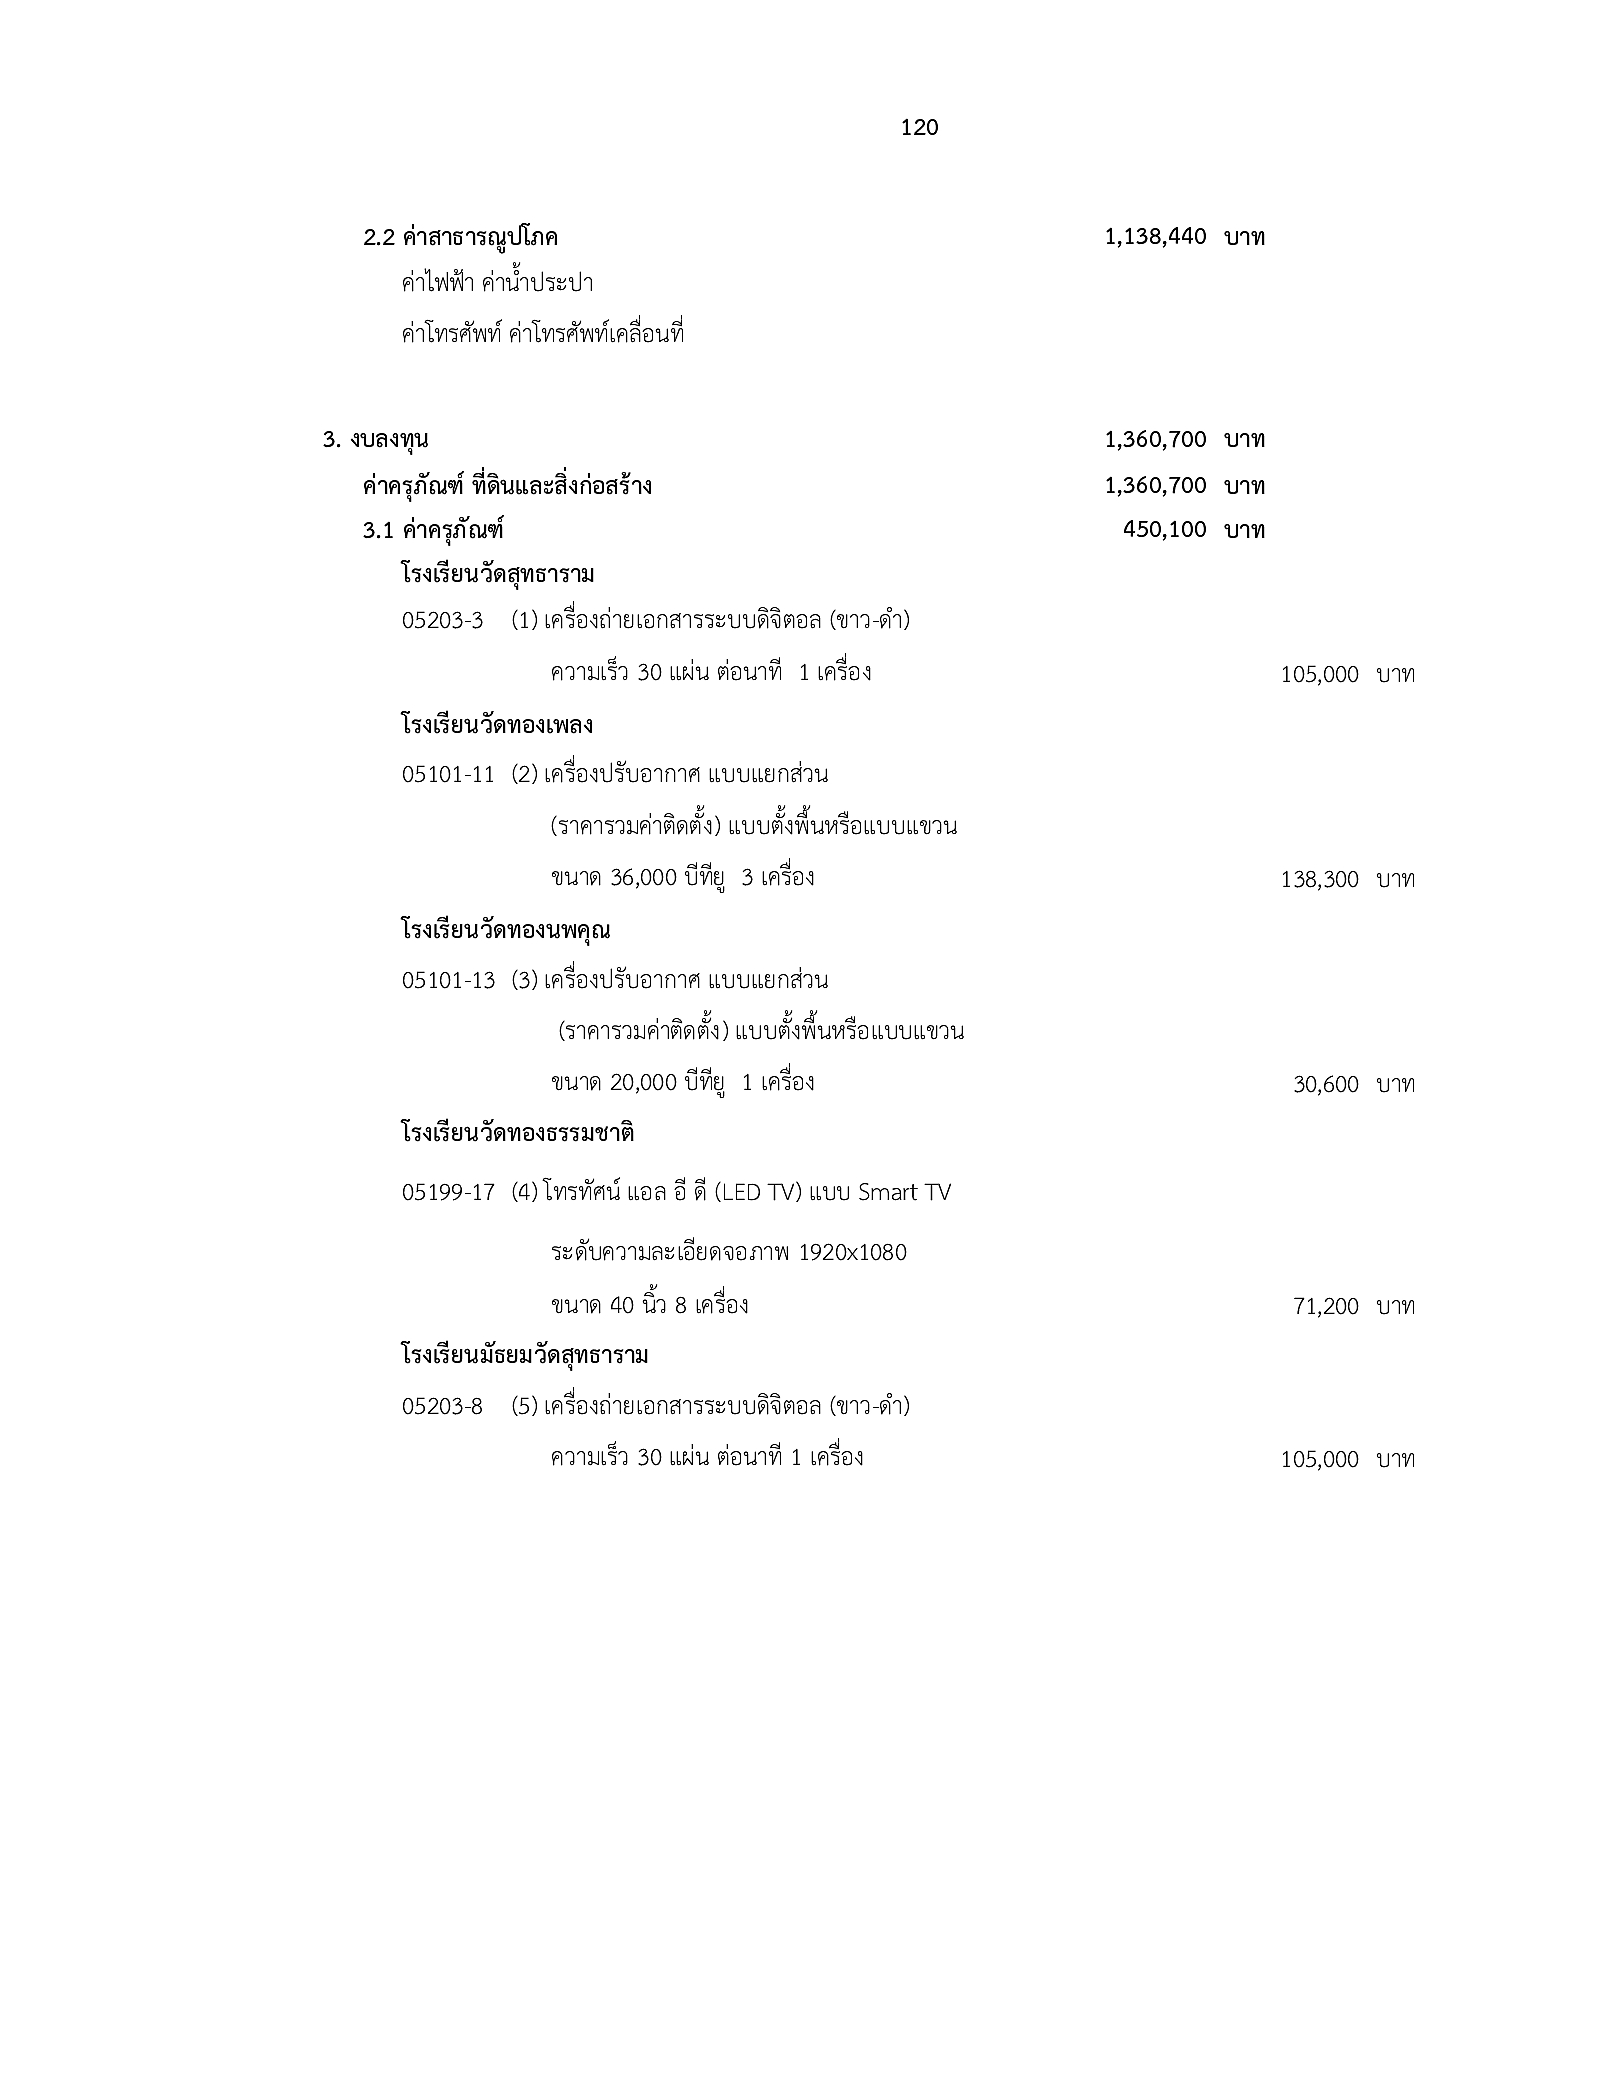 120
2.2 ค่าสาธารณูปโภค 1,138,440 บาท
ค่าไฟฟ้า ค่าน้ำประปา
ค่าโทรศัพท์ ค่าโทรศัพท์เคลื่อนที่
3. งบลงทุน 1,360,700 บาท
ค่าครุภัณฑ์ ที่ดินและสิ่งก่อสร้าง 1,360,700 บาท
3.1 ค่าครุภัณฑ์ 450,100 บาท
โรงเรียนวัดสุทธาราม
05203-3 (1) เครื่องถ่ายเอกสารระบบดิจิตอล (ขาว-ดำ)
ความเร็ว 30 แผ่น ต่อนาที 1 เครื่อง 105,000 บาท
โรงเรียนวัดทองเพลง
05101-11 (2) เครื่องปรับอากาศ แบบแยกส่วน
(ราคารวมค่าติดตั้ง) แบบตั้งพื้นหรือแบบแขวน
ขนาด 36,000 บีทียู 3 เครื่อง 138,300 บาท
โรงเรียนวัดทองนพคุณ
05101-13 (3) เครื่องปรับอากาศ แบบแยกส่วน
(ราคารวมค่าติดตั้ง) แบบตั้งพื้นหรือแบบแขวน
ขนาด 20,000 บีทียู 1 เครื่อง 30,600 บาท
โรงเรียนวัดทองธรรมชาติ
05199-17 (4) โทรทัศน์ แอล อี ดี (LED TV) แบบ Smart TV
ระดับความละเอียดจอภาพ 1920x1080
ขนาด 40 นิ้ว 8 เครื่อง 71,200 บาท
โรงเรียนมัธยมวัดสุทธาราม
05203-8 (5) เครื่องถ่ายเอกสารระบบดิจิตอล (ขาว-ดำ)
ความเร็ว 30 แผ่น ต่อนาที 1 เครื่อง 105,000 บาท